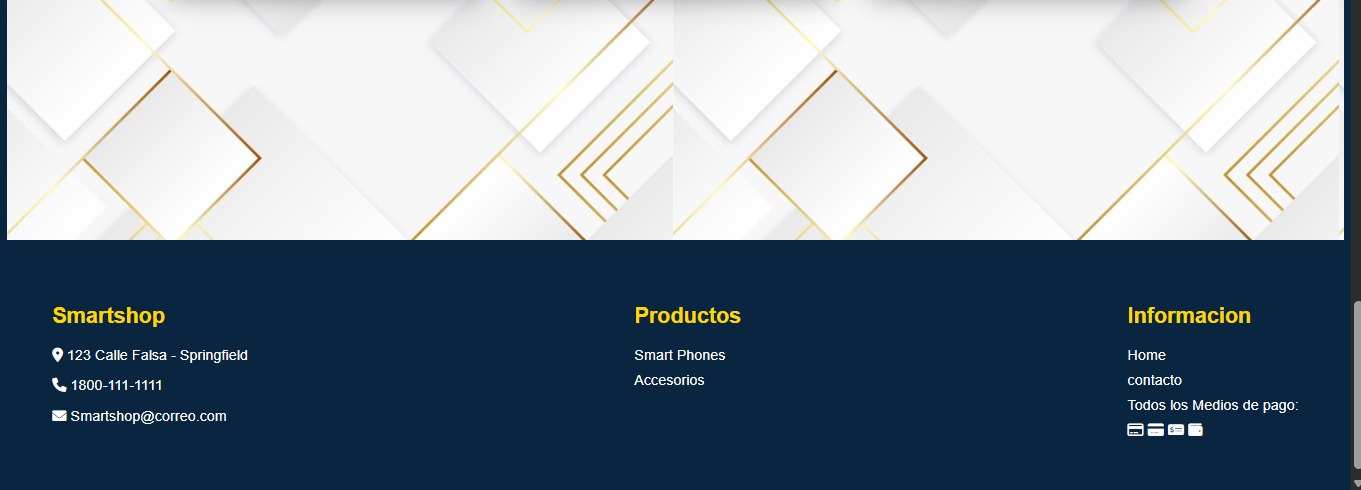 Smartshop
123 Calle Falsa - Springfield
1800-111-1111
Smartshop@correo.com
Productos
Smart Phones
Accesorios
Informacion
Home
contacto
Todos los Medios de pago: